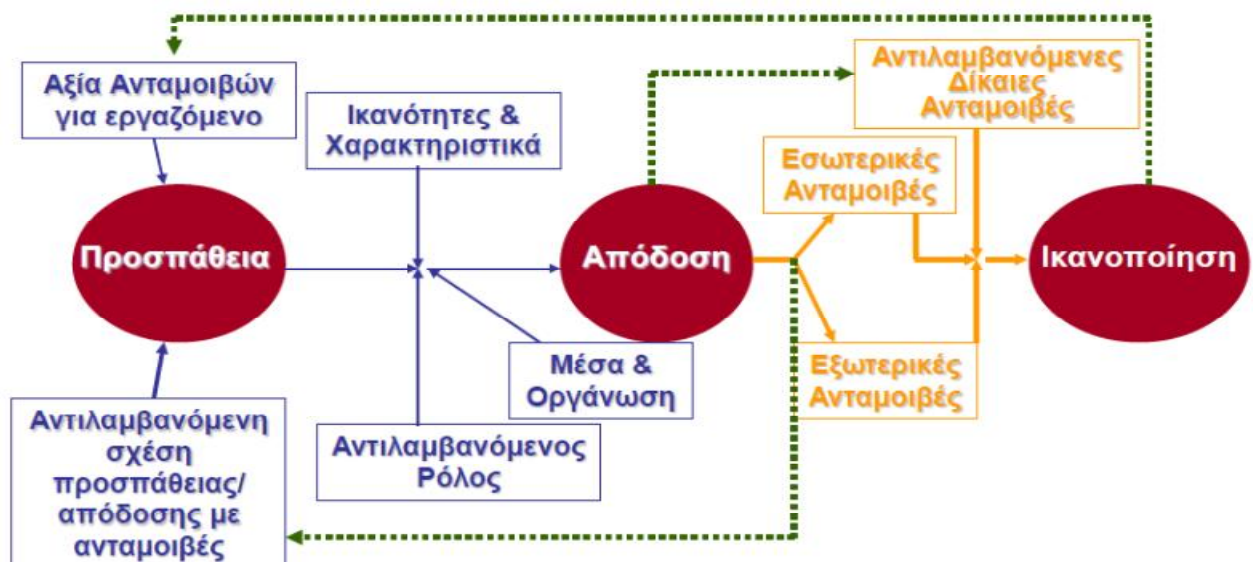 Αξία Ανταμοιβών
για εργαζόμενο
Ικανότητες &
Χαρακτηριστικά
Αντιλαμβανόμενες
Δίκαιες
Ανταμοιβές
Εσωτερικές
Ανταμοιβές
Προσπάθεια
Απόδοση
Ικανοποίηση
Μέσα &
Οργάνωση
Εξωτερικές
Ανταμοιβές
Αντιλαμβανόμενη
σχέση
προσπάθειας/
απόδοσης με
ανταμοιβές
Αντιλαμβανόμενος
Ρόλος